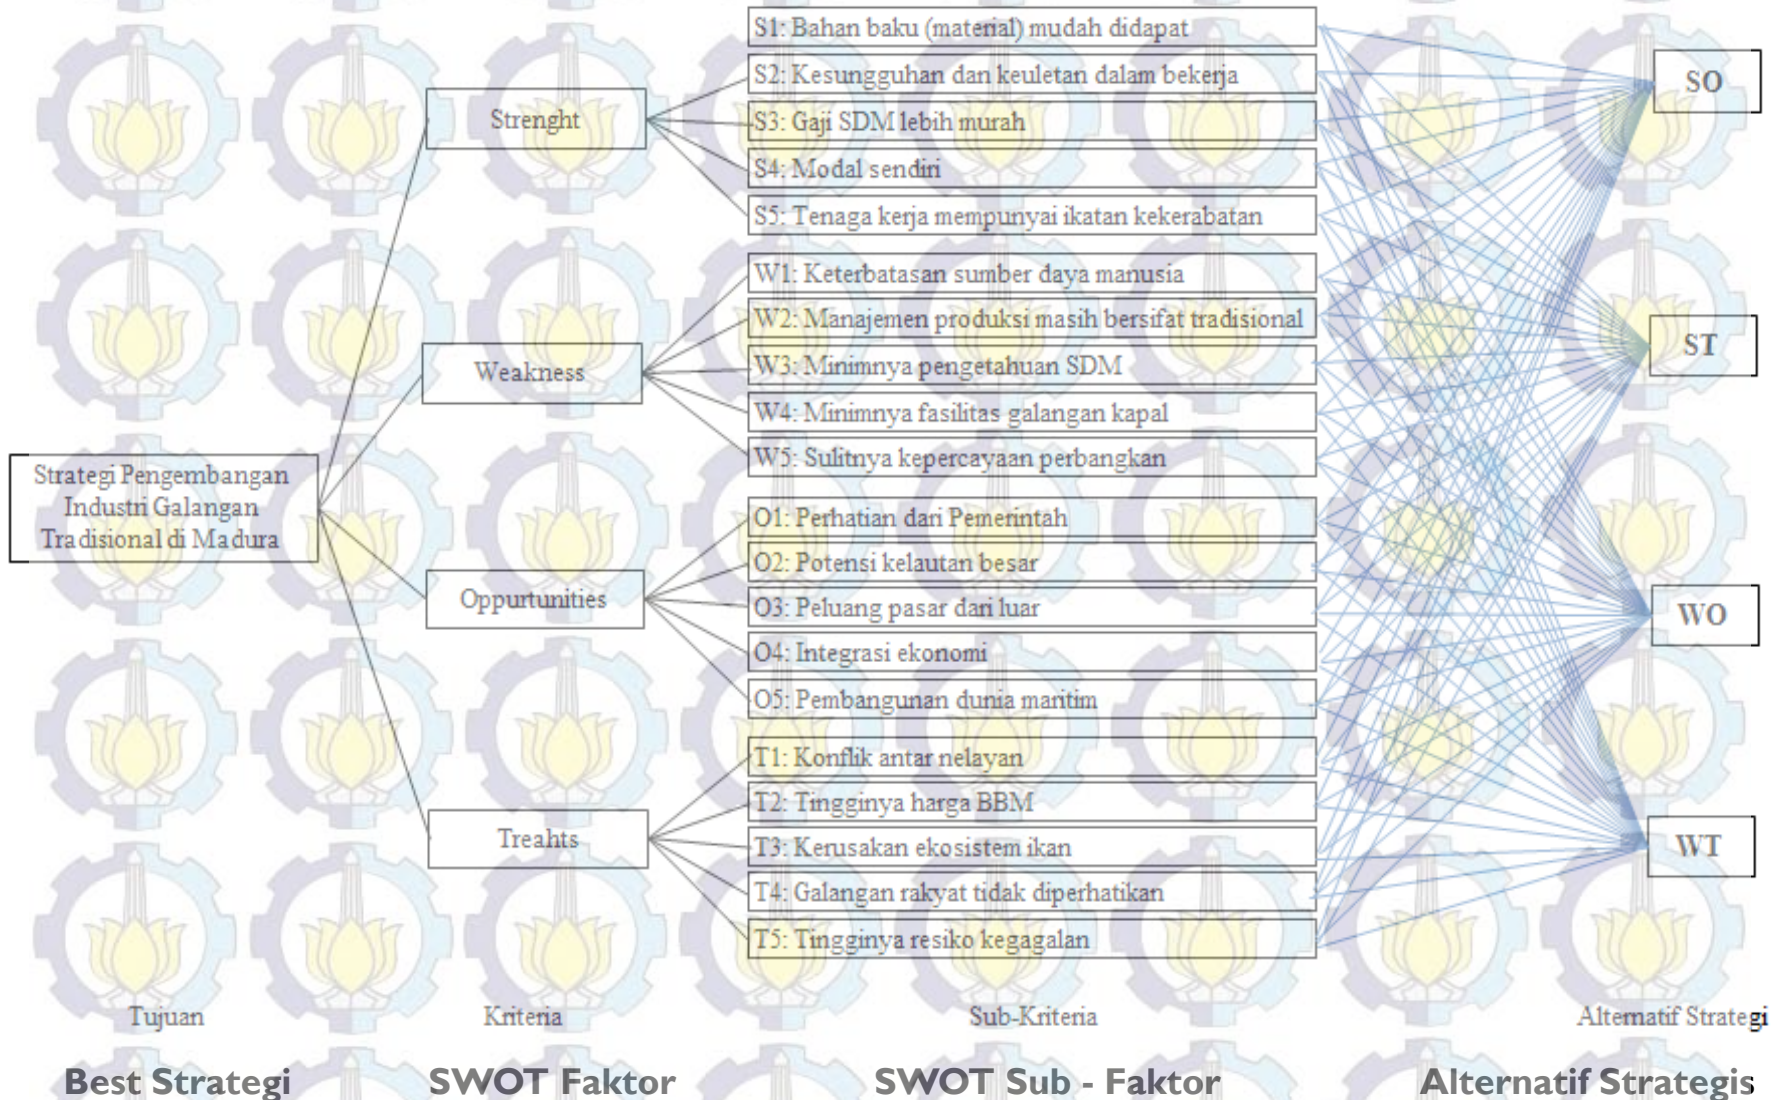 Strategi Pengembangan
Industri Galangan
Tradisional di Madura
Strenght
Weakness
Oppurtunities
Treahts
S1: Bahan baku (material) mudah didapat
S2: Kesungguhan dan keuletan dalam bekerja
S3: Gaji SDM lebih murah
S4: Modal sendiri
S5: Tenaga kerja mempunyai ikatan kekerabatan
W1: Keterbatasan sumber daya manusia
W2: Manajemen produksi masih bersifat tradisional
W3: Minimnya pengetahuan SDM
W4: Minimnya fasilitas galangan kapal
W5: Sulitnya kepercayaan perbangkan
O1: Perhatian dari Pemerintah
O2: Potensi kelautan besar
O3: Peluang pasar dari luar
O4: Integrasi ekonomi
O5: Pembangunan dunia maritim
T1: Konflik antar nelayan
T2: Tingginya harga BBM
T3: Kerusakan ekosistem ikan
T4: Galangan rakyat tidak diperhatikan
T5: Tingginya resiko kegagalan
SO
ST
WO
WT
Tujuan
Kriteria
Sub-Kriteria
Alternatif Strategi
Best Strategi
SWOT Faktor
SWOT Sub - Faktor
Alternatif Strategis